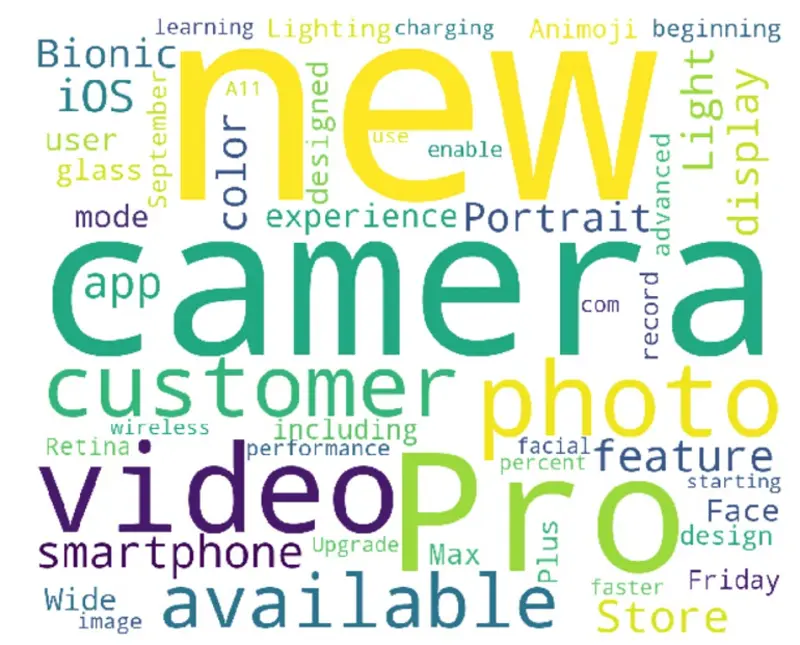 learning Lighting charging Animoji beginning
Bionic
iOS
new
September
A11
designed
use
enable
Light
display
user
glass
color
advanced
mode experience Portrait
camera
app
com
record
customer
photo
wireless including
Retina
performance
facial
feature
percent
starting
video
Pro
Face
design
smartphone
Upgrade
Max
Plus
faster
Friday
Wide
image
available
Store